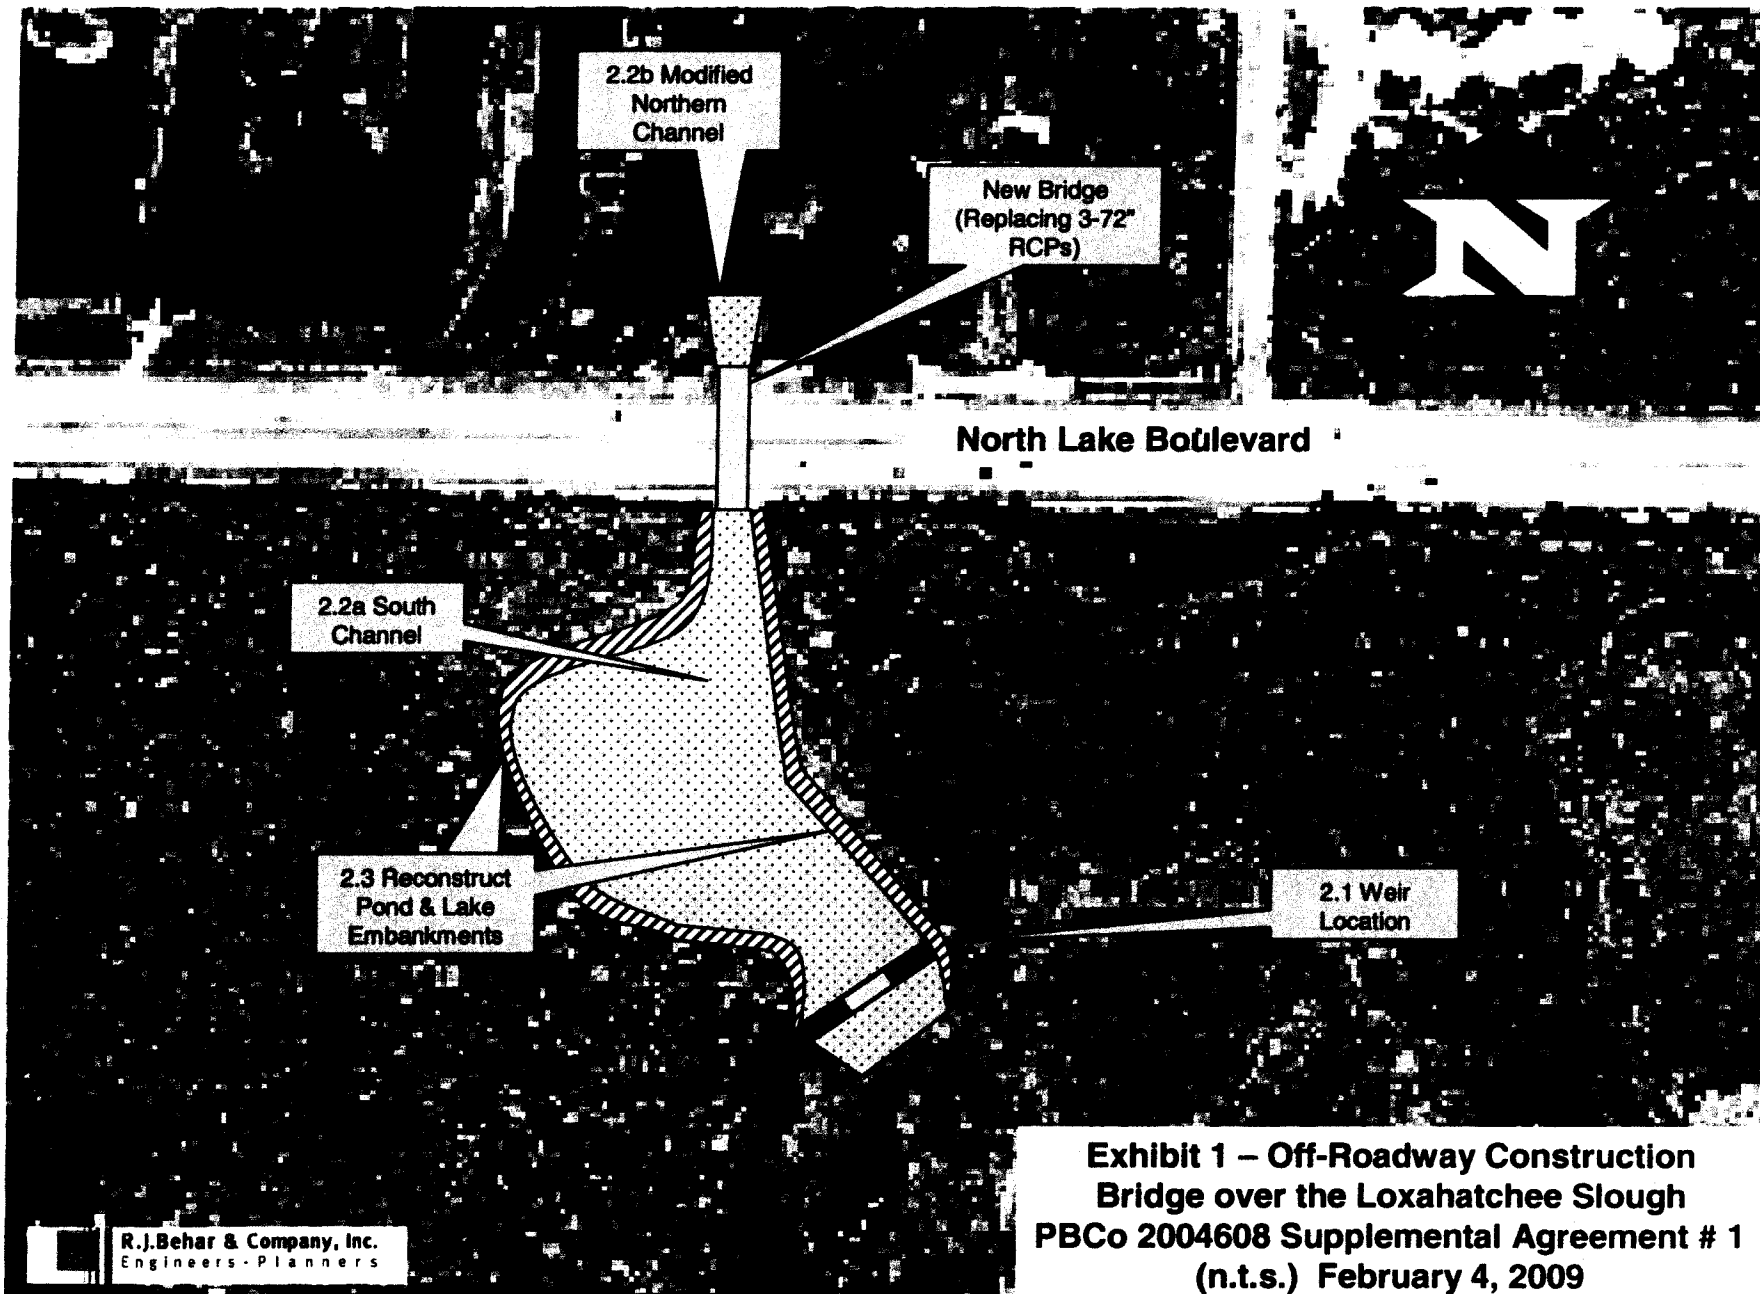 2.2b Modified
Northern
Channel
New Bridge
(Replacing 3-72"
RCPs)
N
North Lake Boulevard
2.2a South
Channel
2.3 Reconstruct
Pond & Lake
Embankments
2.1 Weir
Location
Exhibit 1 – Off-Roadway Construction
Bridge over the Loxahatchee Slough
PBCo 2004608 Supplemental Agreement # 1
(n.t.s.) February 4, 2009
R.J.Behar & Company, Inc.
Engineers - Planners